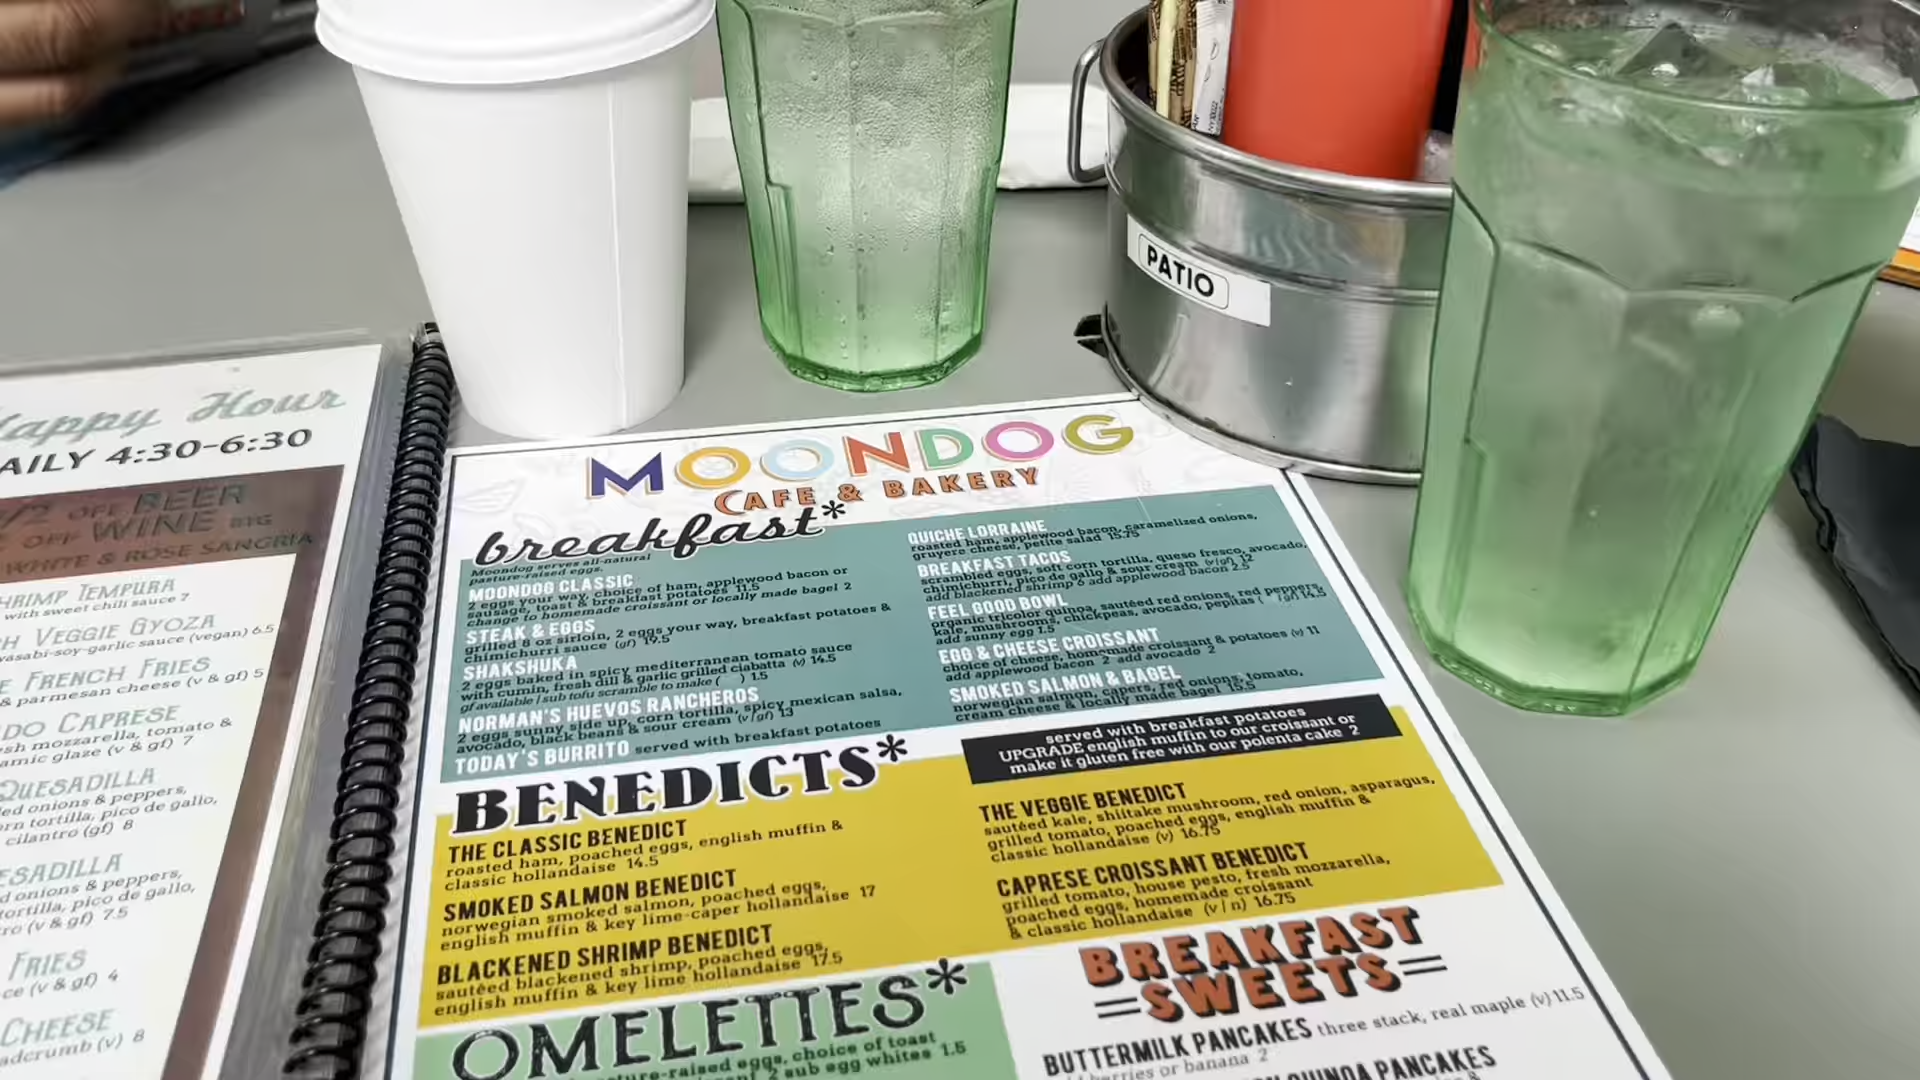 PATIO
Happy Hour
DAILY 4:30-6:30
1/2 OFF BEER
OFF WINE BTG
WHITE & ROSE SANGRIA
SHRIMP TEMPURA
with sweet chili sauce 7
VEGGIE GYOZA
wasabi-soy-garlic sauce (vegan) 6.5
FRENCH FRIES
& parmesan cheese (v & gf) 5
CAPRESE
mozzarella, tomato &
glaze (v & gf) 7
QUESADILLA
onions & peppers,
tortilla, pico de gallo,
cilantro (gf) 8
onions & peppers,
pico de gallo,
(v & gf) 7.5
FRIES
(v & gf) 4
CHEESE
(v) 8
MOONDOG
CAFE & BAKERY
breakfast*
Moondog serves all-natural
pasture-raised eggs.
MOONDOG CLASSIC
2 eggs your way, choice of ham, applewood bacon or
sausage, toast & breakfast potatoes 11.5
change to homemade croissant or locally made bagel 2
STEAK & EGGS
grilled 8 oz sirloin, 2 eggs your way, breakfast potatoes &
chimichurri sauce (gf) 19.5
SHAKSHUKA
2 eggs baked in spicy mediterranean tomato sauce
with cumin, fresh dill & garlic grilled ciabatta (v) 14.5
gf available / sub tofu scramble to make ( ) 1.5
NORMAN'S HUEVOS RANCHEROS
2 eggs sunny side up, corn tortilla, spicy mexican salsa,
avocado, black beans & sour cream (v/gf) 13
TODAY'S BURRITO served with breakfast potatoes
QUICHE LORRAINE
roasted ham, applewood bacon, caramelized onions,
gruyere cheese, petite salad 15.75
BREAKFAST TACOS
scrambled eggs, soft corn tortilla, queso fresco, avocado,
chimichurri, pico de gallo & sour cream (v/gf) 12
add blackened shrimp 6 add applewood bacon 2.5
FEEL GOOD BOWL
organic tricolor quinoa, sautéed red onions, red peppers,
kale, mushrooms, chickpeas, avocado, pepitas ( gf) 14.5
add sunny egg 1.5
EGG & CHEESE CROISSANT
choice of cheese, homemade croissant & potatoes (v) 11
add applewood bacon 2 add avocado 2
SMOKED SALMON & BAGEL
norwegian salmon, capers, red onions, tomato,
cream cheese & locally made bagel 15.5
BENEDICTS*
served with breakfast potatoes
UPGRADE english muffin to our croissant or
make it gluten free with our polenta cake 2
THE CLASSIC BENEDICT
roasted ham, poached eggs, english muffin &
classic hollandaise 14.5
SMOKED SALMON BENEDICT
norwegian smoked salmon, poached eggs,
english muffin & key lime-caper hollandaise 17
BLACKENED SHRIMP BENEDICT
sautéed blackened shrimp, poached eggs,
english muffin & key lime hollandaise 17.5
THE VEGGIE BENEDICT
sautéed kale, shiitake mushroom, red onion, asparagus,
grilled tomato, poached eggs, english muffin &
classic hollandaise (v) 16.75
CAPRESE CROISSANT BENEDICT
grilled tomato, house pesto, fresh mozzarella,
poached eggs, homemade croissant
& classic hollandaise (v/n) 16.75
OMELETTES*
eggs, choice of toast
2 sub egg whites 1.5
BREAKFAST
SWEETS
BUTTERMILK PANCAKES three stack, real maple (v) 11.5
berries or banana 2
QUINOA PANCAKES